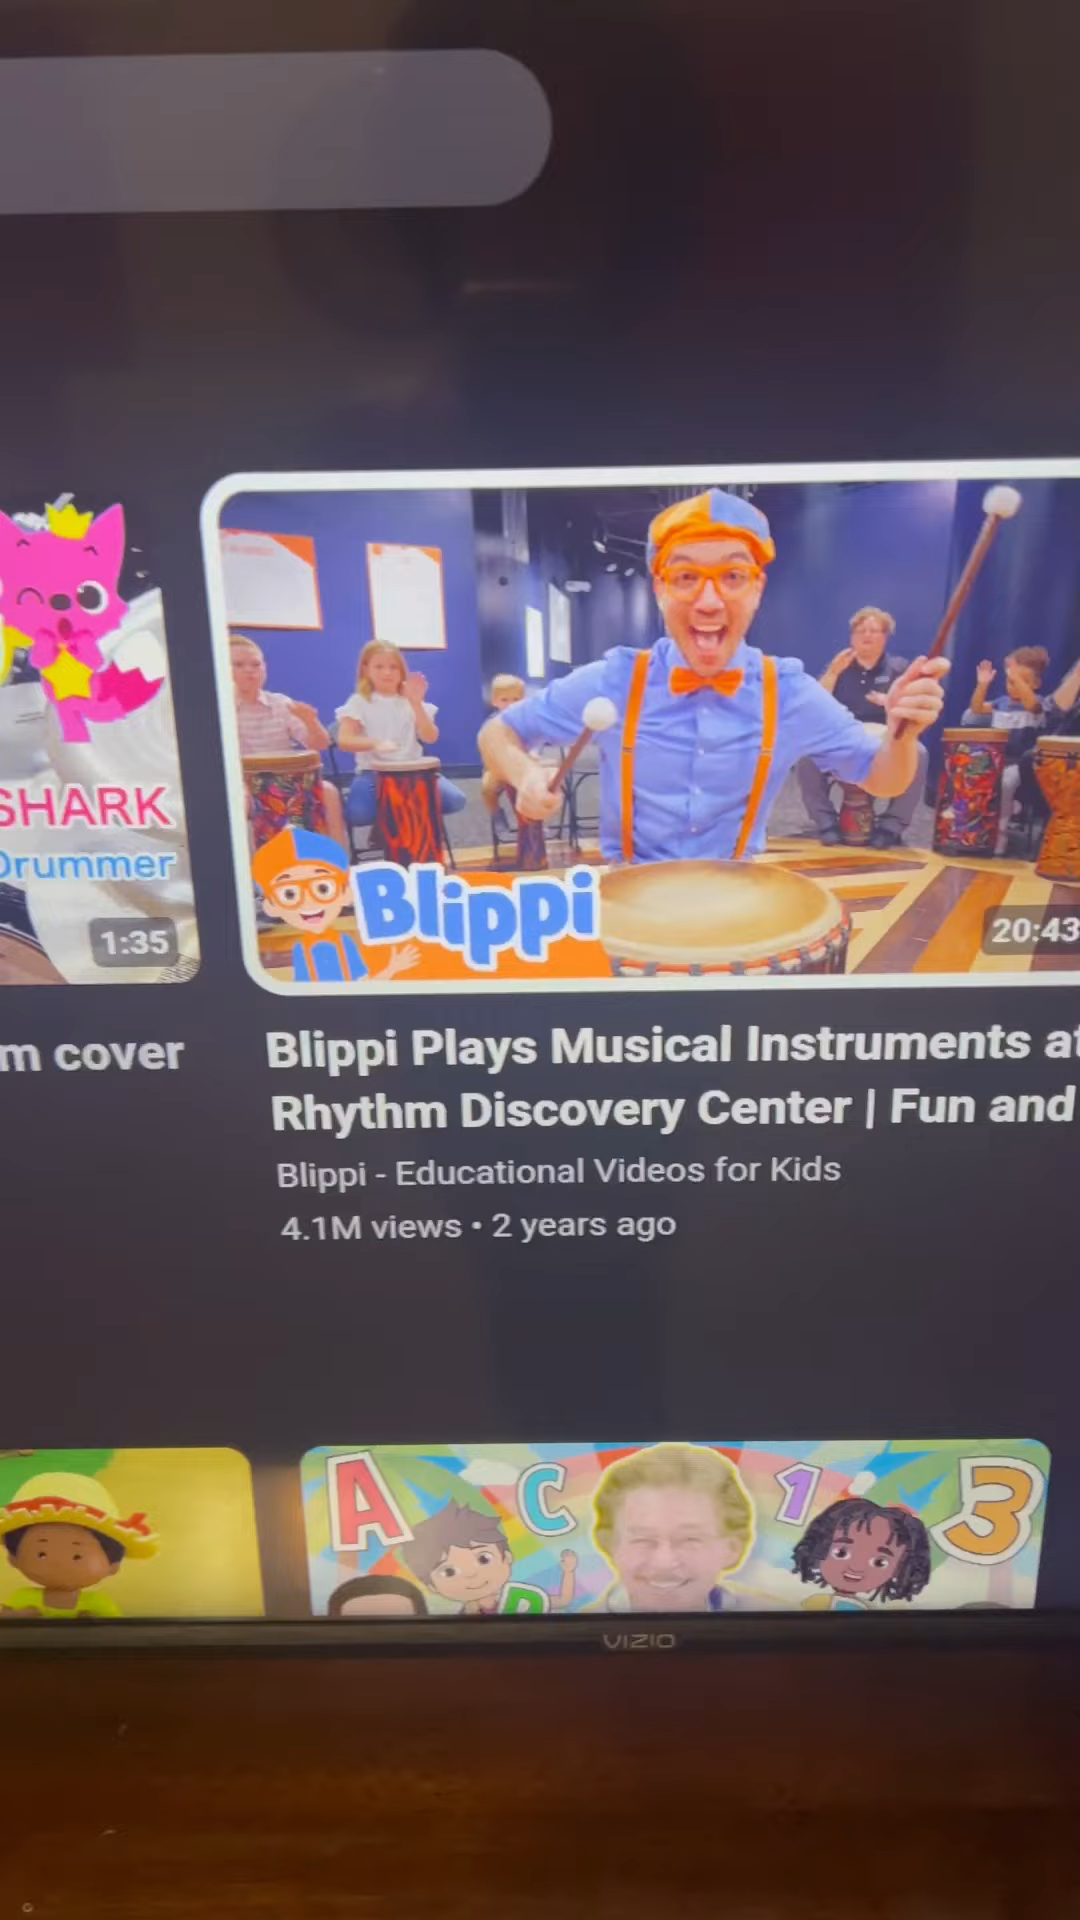 SHARK
Drummer
1:35
m cover
Blippi
20:43
Blippi Plays Musical Instruments at
Rhythm Discovery Center | Fun and
Blippi - Educational Videos for Kids
4.1M views • 2 years ago
A C 1 3
VIZIO